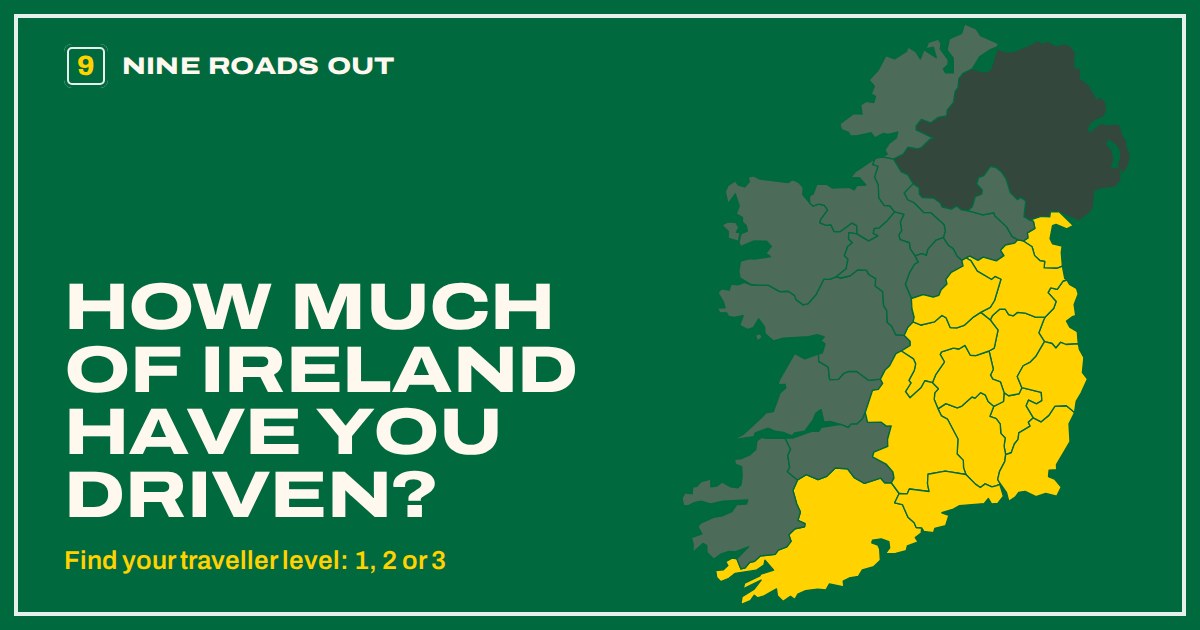 9 NINE ROADS OUT
HOW MUCH
OF IRELAND
HAVE YOU
DRIVEN?
Find your traveller level: 1, 2 or 3